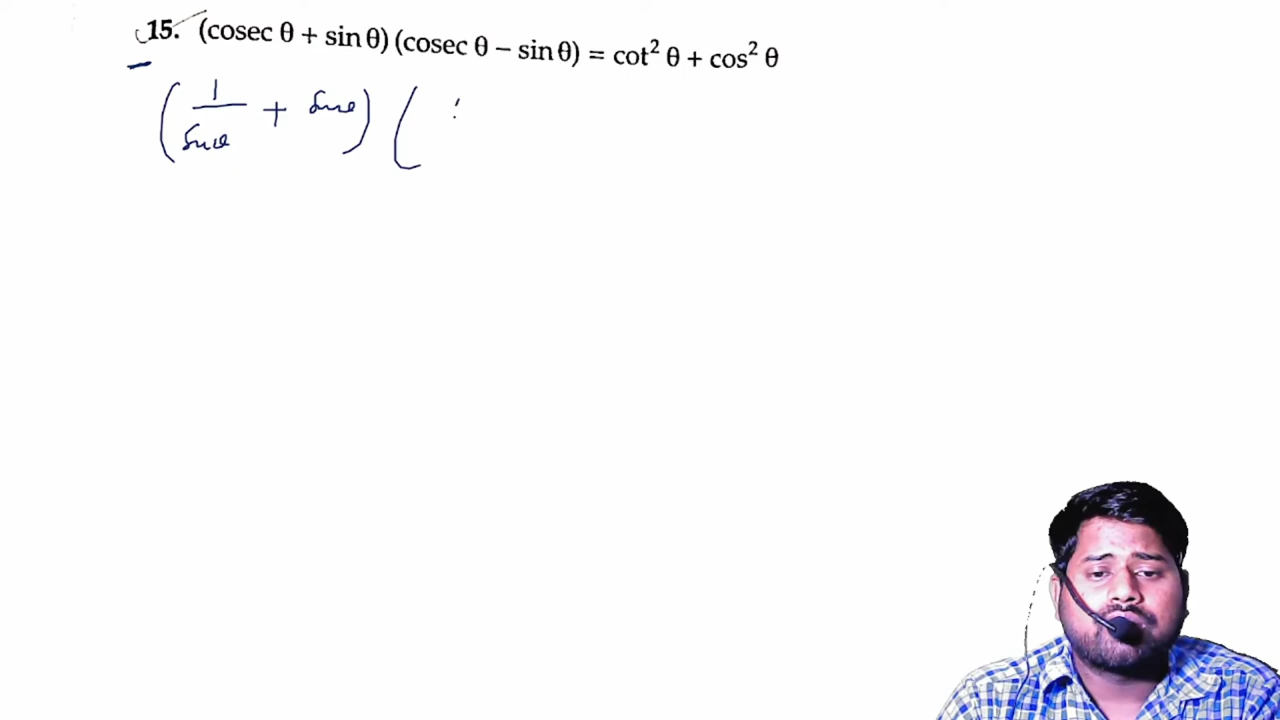 15. (cosec θ + sin θ) (cosec θ − sin θ) = cot² θ + cos² θ
(1/sinθ + sinθ) (